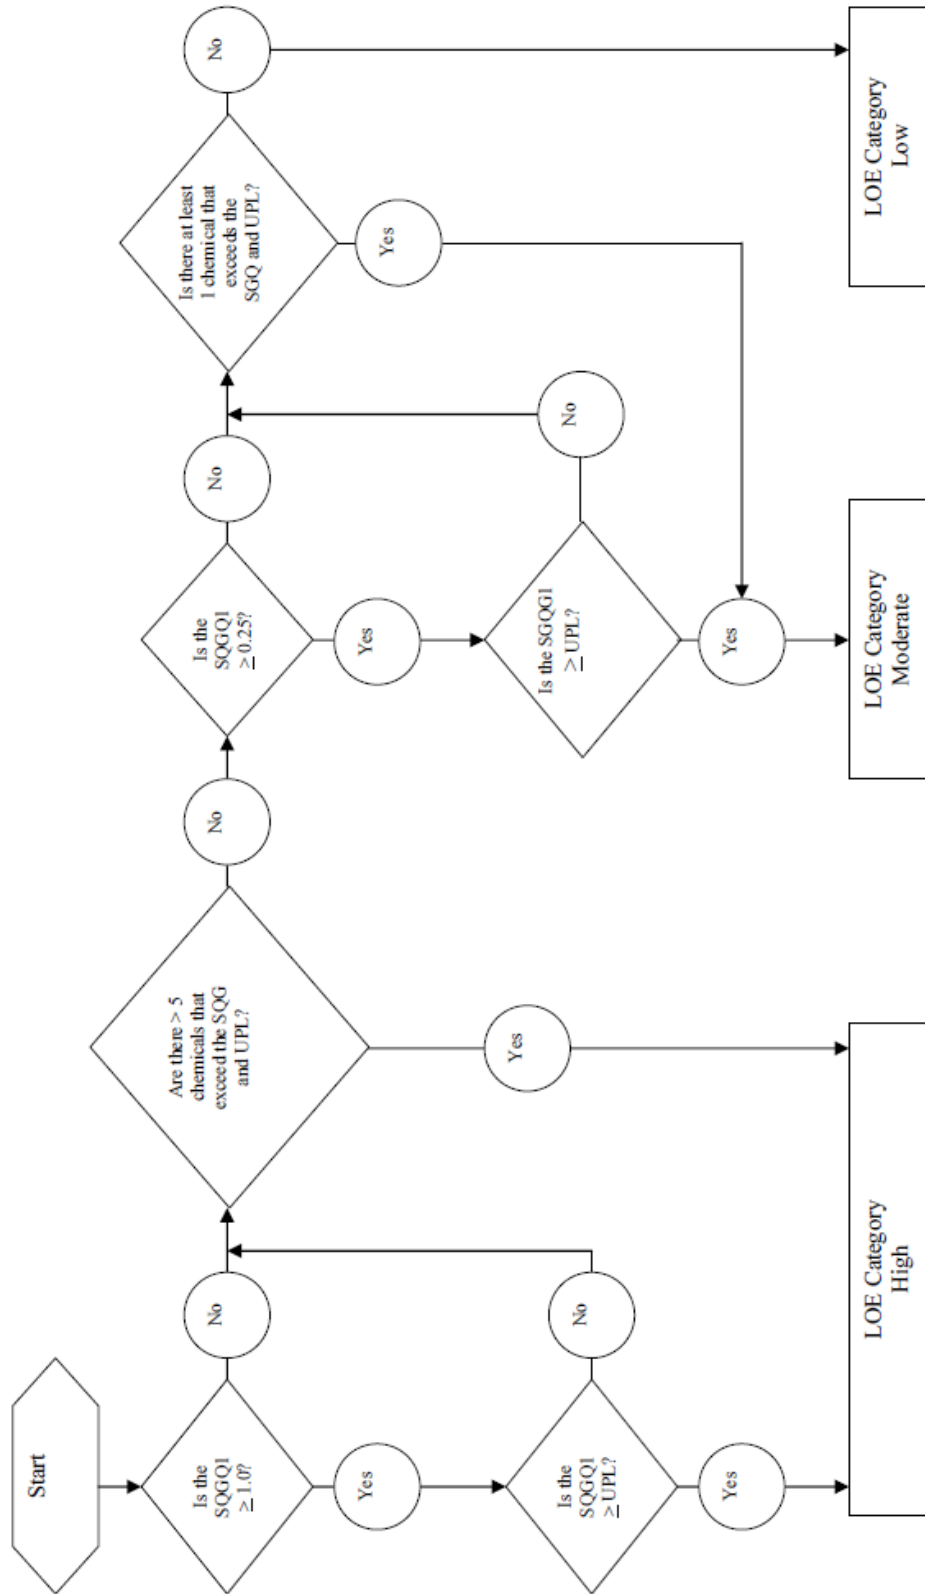 Start
Is the
SQGQ1
≥ 1.0?
No
Yes
Is the
SQGQ1
≥ UPL?
No
Yes
LOE Category
High
Are there > 5
chemicals that
exceed the SQG
and UPL?
No
Yes
Is the
SQGQ1
≥ 0.25?
No
Yes
Is the SGQG1
≥ UPL?
No
Yes
LOE Category
Moderate
Is there at least
1 chemical that
exceeds the
SGQ and UPL?
No
Yes
LOE Category
Low